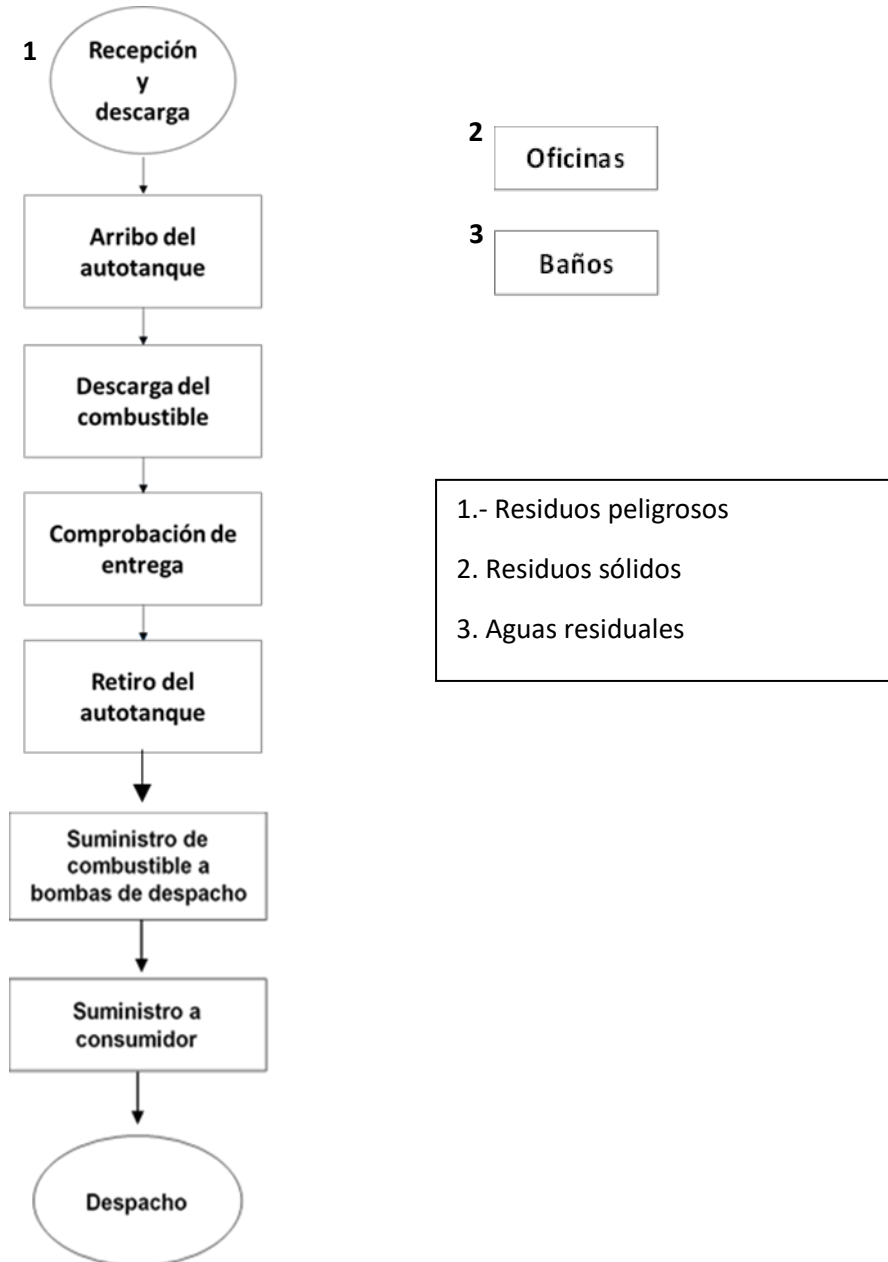 1
Recepción
y
descarga
Arribo del
autotanque
Descarga del
combustible
Comprobación de
entrega
Retiro del
autotanque
Suministro de
combustible a
bombas de despacho
Suministro a
consumidor
Despacho
2
Oficinas
3
Baños
1.- Residuos peligrosos
2. Residuos sólidos
3. Aguas residuales